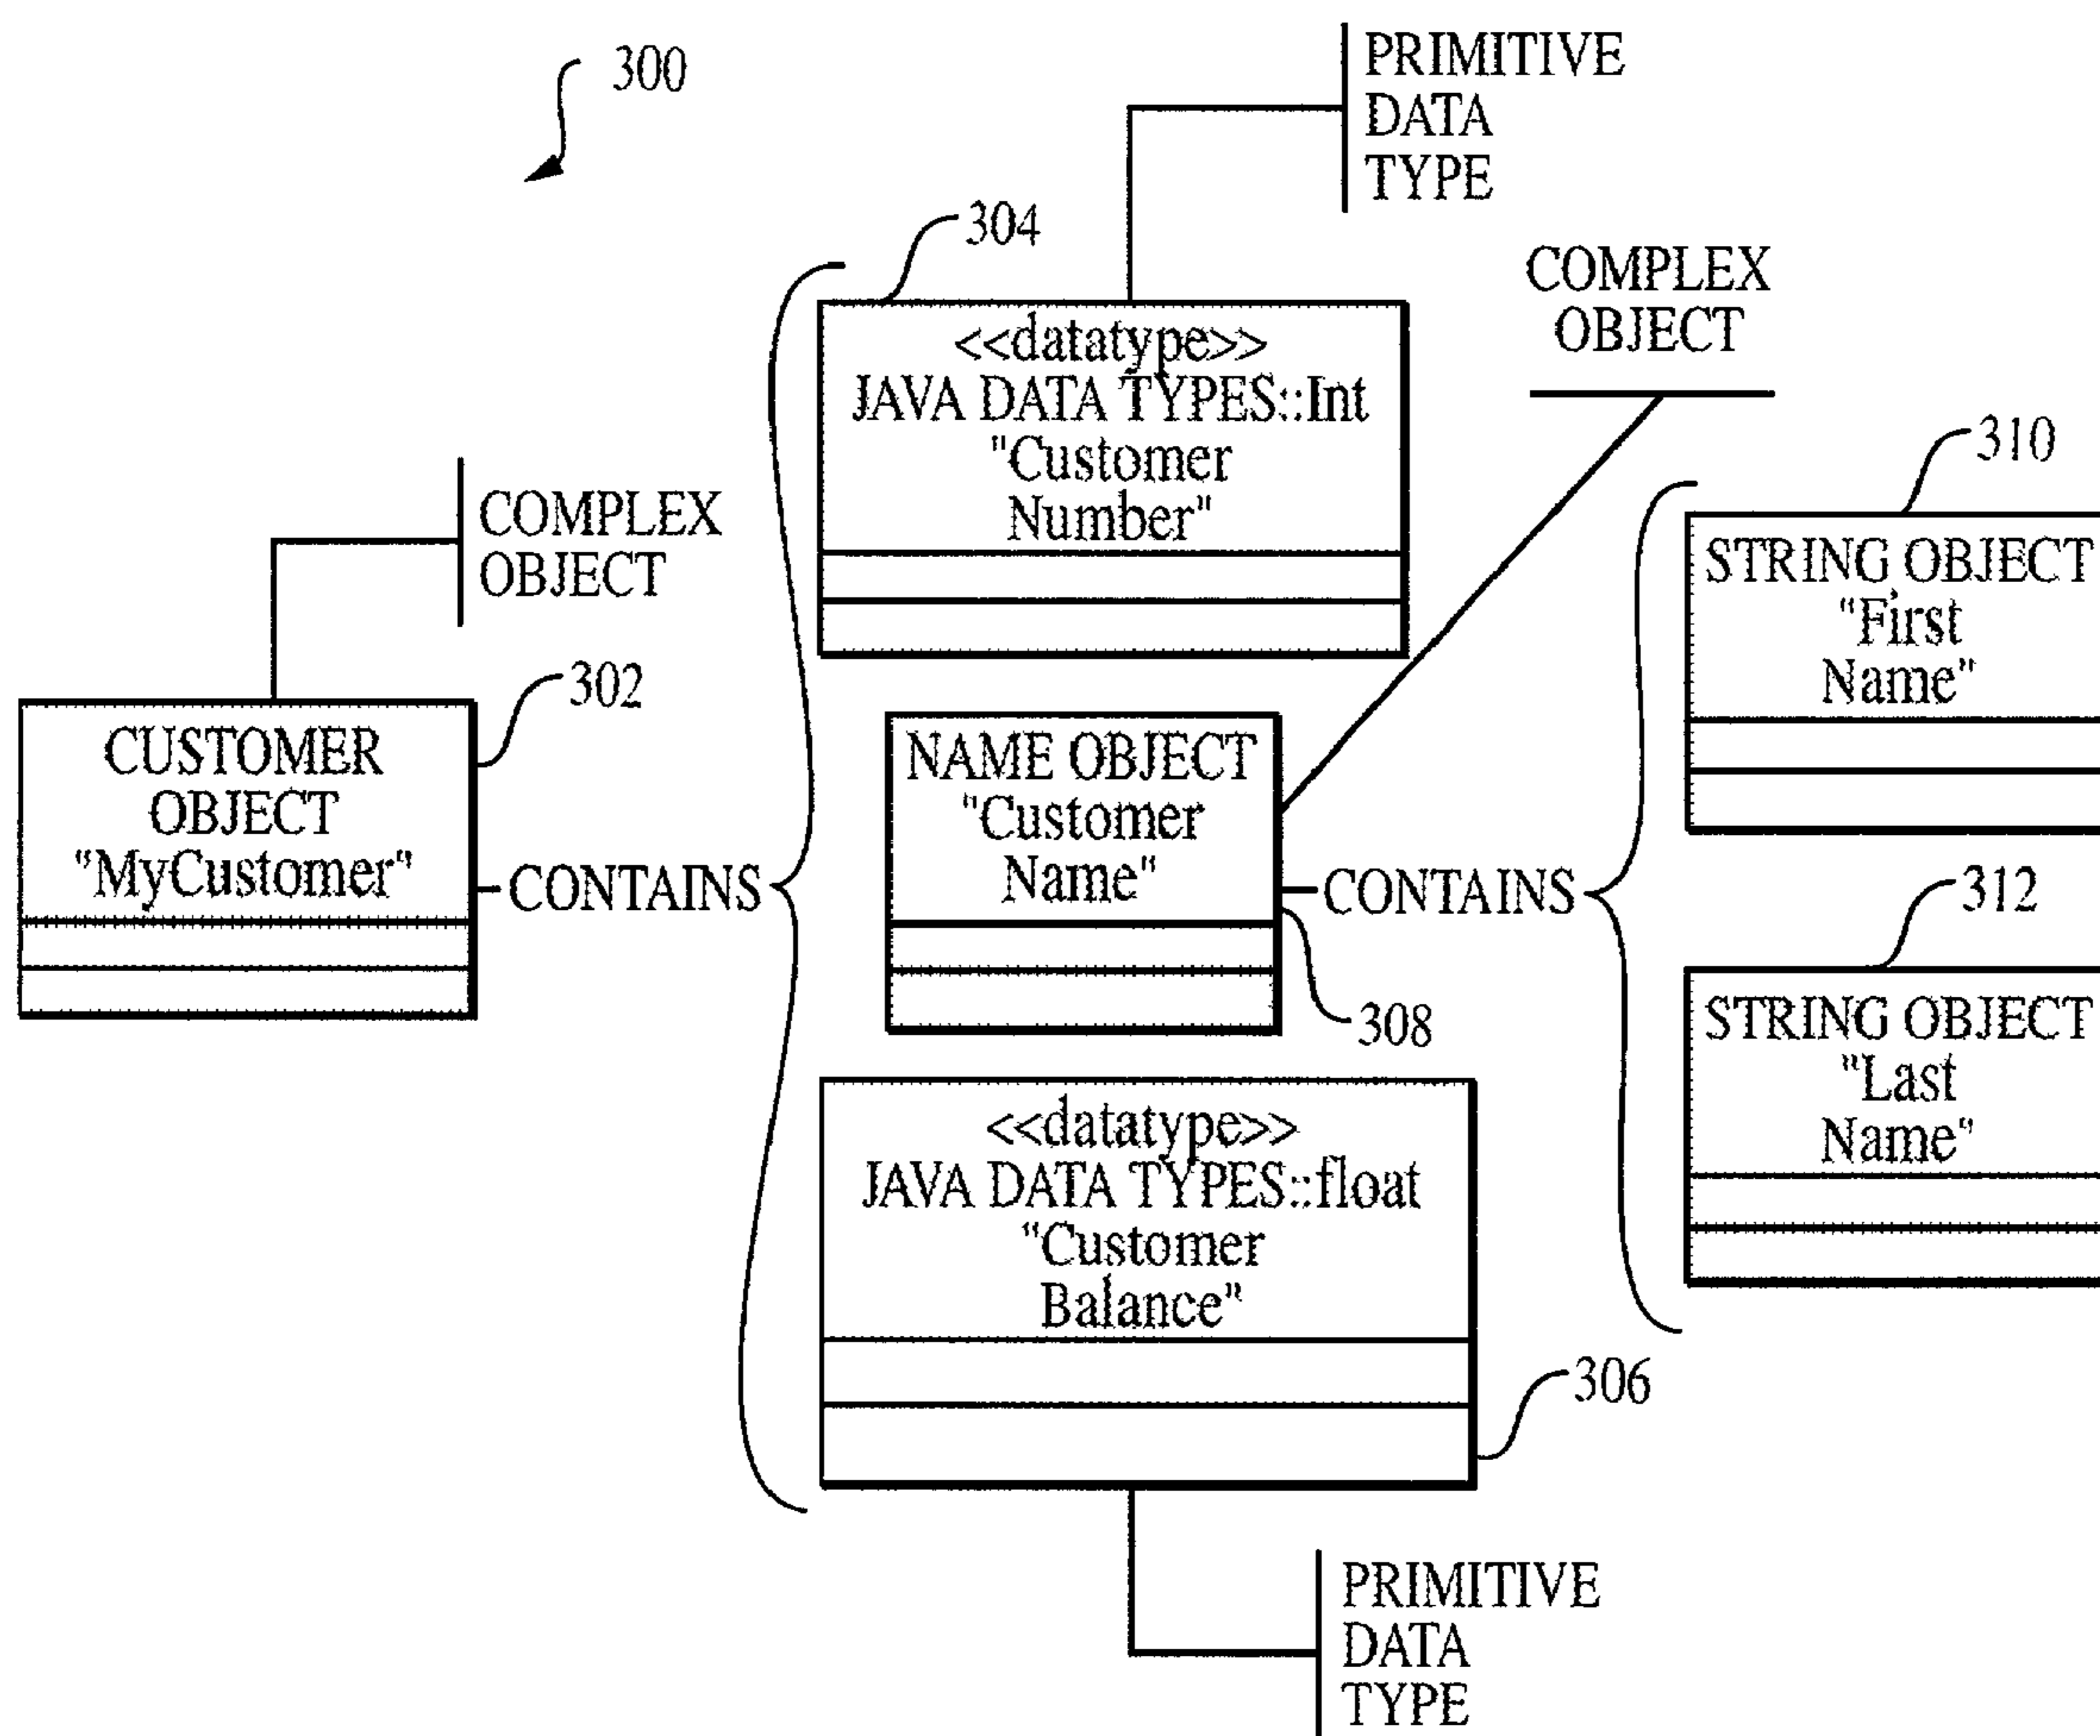 300
PRIMITIVE
DATA
TYPE
304
COMPLEX
OBJECT
<<datatype>>
JAVA DATA TYPES::Int
"Customer
Number"
310
COMPLEX
OBJECT
STRING OBJECT
"First
Name"
302
CUSTOMER
OBJECT
"MyCustomer"
CONTAINS
NAME OBJECT
"Customer
Name"
CONTAINS
308
312
STRING OBJECT
"Last
Name"
<<datatype>>
JAVA DATA TYPES::float
"Customer
Balance"
306
PRIMITIVE
DATA
TYPE